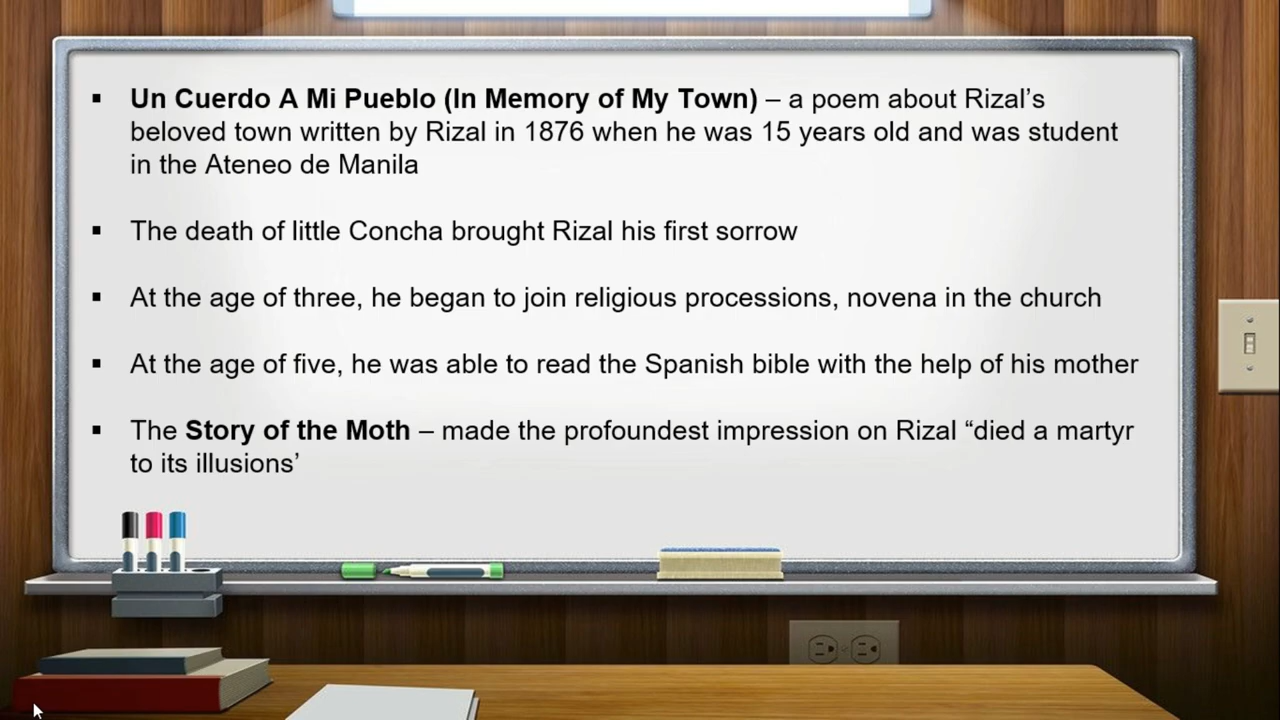 ▪ Un Cuerdo A Mi Pueblo (In Memory of My Town) – a poem about Rizal’s
beloved town written by Rizal in 1876 when he was 15 years old and was student
in the Ateneo de Manila
▪ The death of little Concha brought Rizal his first sorrow
▪ At the age of three, he began to join religious processions, novena in the church
▪ At the age of five, he was able to read the Spanish bible with the help of his mother
▪ The Story of the Moth – made the profoundest impression on Rizal “died a martyr
to its illusions’